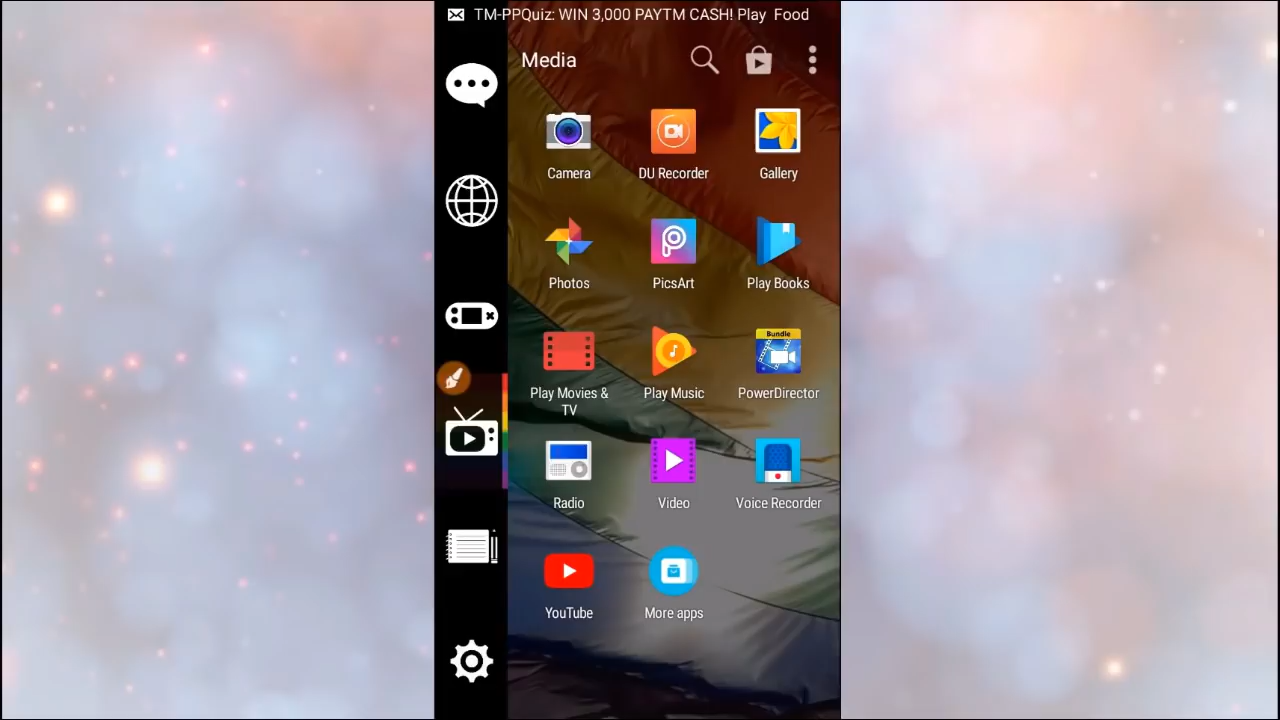 TM-PPQuiz: WIN 3,000 PAYTM CASH! Play Food
Media
Camera
DU Recorder
Gallery
Photos
PicsArt
Play Books
Bundle
Play Movies &
TV
Play Music
PowerDirector
Radio
Video
Voice Recorder
YouTube
More apps